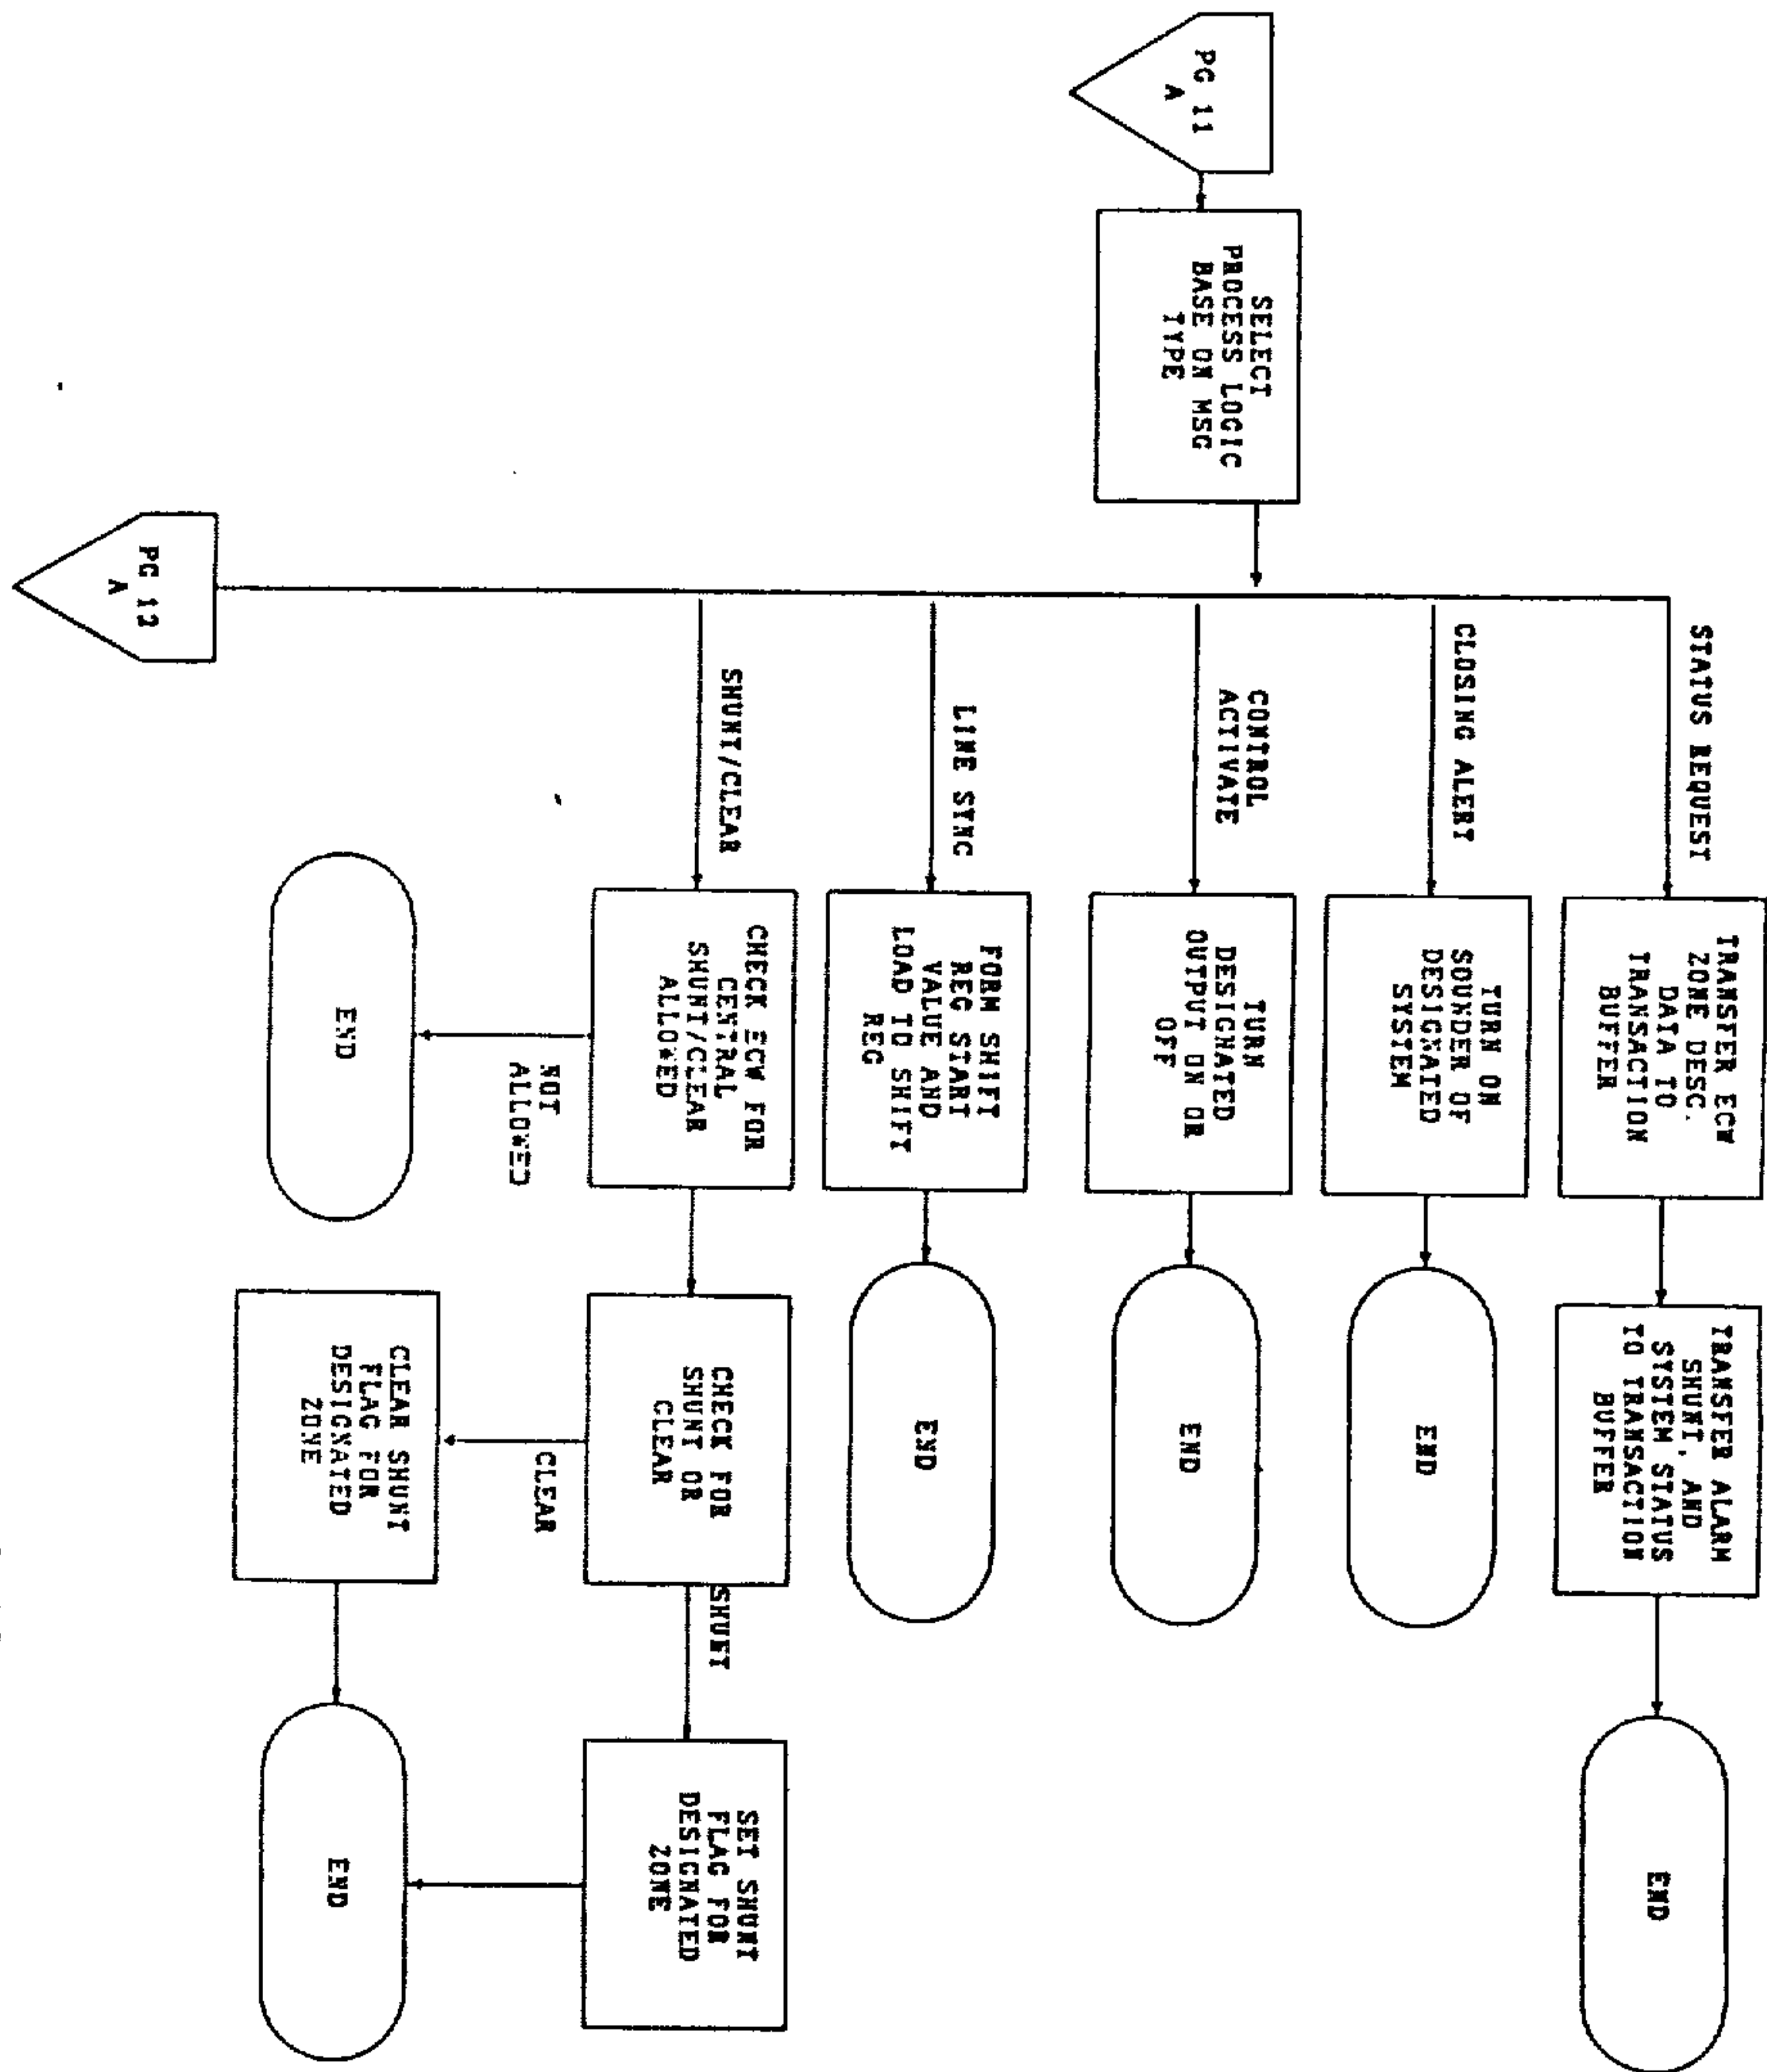 PG 11
A
SELECT
PROCESS LOGIC
BASE ON MSG
TYPE
STATUS REQUEST
TRANSFER ECW
ZONE DESC.
DATA TO
TRANSACTION
BUFFER
TRANSFER ALARM
SHUNT, AND
SYSTEM STATUS
TO TRANSACTION
BUFFER
END
CLOSING ALERT
TURN ON
SOUNDER OF
DESIGNATED
SYSTEM
END
CONTROL
ACTIVATE
TURN
DESIGNATED
OUTPUT ON OR
OFF
END
LINE SYNC
FORM SHIFT
REG START
VALUE AND
LOAD TO SHIFT
REG
END
SHUNT/CLEAR
CHECK ECW FOR
CENTRAL
SHUNT/CLEAR
ALLOWED
NOT
ALLOWED
END
CHECK FOR
SHUNT OR
CLEAR
SHUNT
SET SHUNT
FLAG FOR
DESIGNATED
ZONE
CLEAR
CLEAR SHUNT
FLAG FOR
DESIGNATED
ZONE
END
PG 12
A